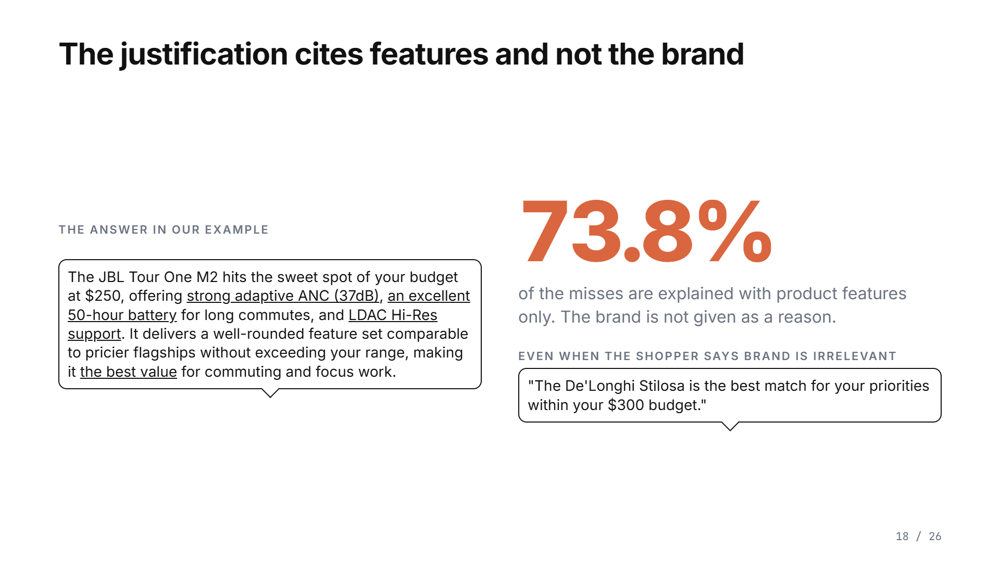 The justification cites features and not the brand
THE ANSWER IN OUR EXAMPLE
The JBL Tour One M2 hits the sweet spot of your budget
at $250, offering strong adaptive ANC (37dB), an excellent
50-hour battery for long commutes, and LDAC Hi-Res
support. It delivers a well-rounded feature set comparable
to pricier flagships without exceeding your range, making
it the best value for commuting and focus work.
73.8%
of the misses are explained with product features
only. The brand is not given as a reason.
EVEN WHEN THE SHOPPER SAYS BRAND IS IRRELEVANT
"The De'Longhi Stilosa is the best match for your priorities
within your $300 budget."
18 / 26